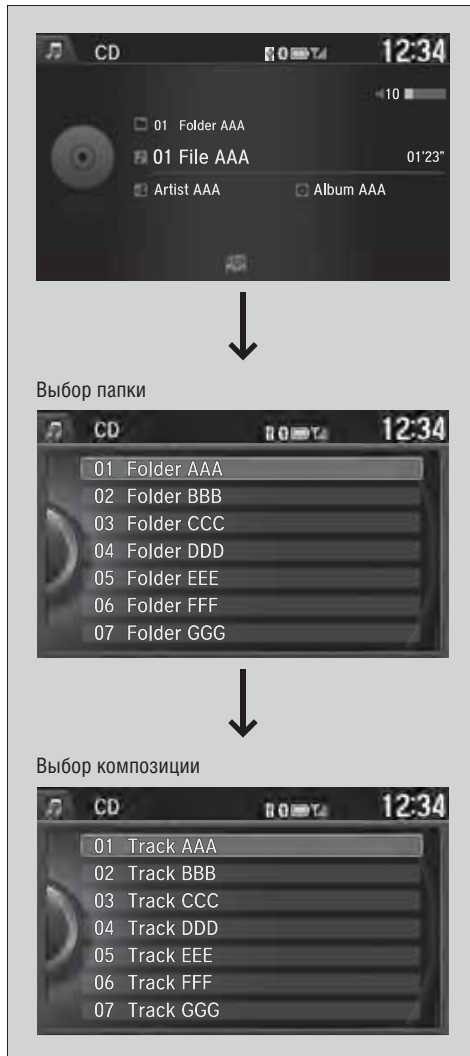 CD 12:34
10
01 Folder AAA
01 File AAA 01'23"
Artist AAA Album AAA
Выбор папки
CD 12:34
01 Folder AAA
02 Folder BBB
03 Folder CCC
04 Folder DDD
05 Folder EEE
06 Folder FFF
07 Folder GGG
Выбор композиции
CD 12:34
01 Track AAA
02 Track BBB
03 Track CCC
04 Track DDD
05 Track EEE
06 Track FFF
07 Track GGG